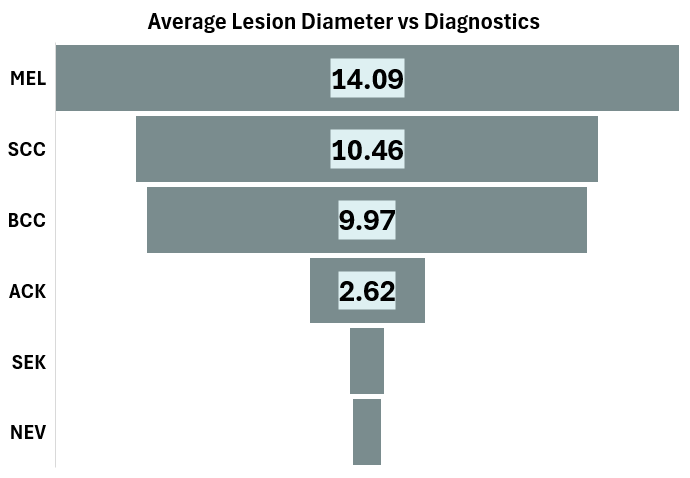 Average Lesion Diameter vs Diagnostics
MEL 14.09
SCC 10.46
BCC 9.97
ACK 2.62
SEK
NEV